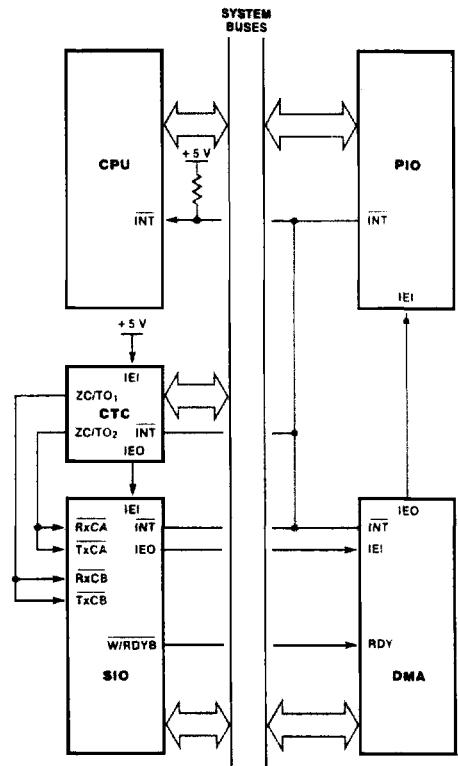 SYSTEM
BUSES
CPU
+5 V
INT
PIO
INT
IEI
+5 V
IEI
ZC/TO1
CTC
ZC/TO2
INT
IEO
IEI
RxCA
INT
TxCA
IEO
RxCB
TxCB
W/RDYB
SIO
IEO
INT
IEI
RDY
DMA